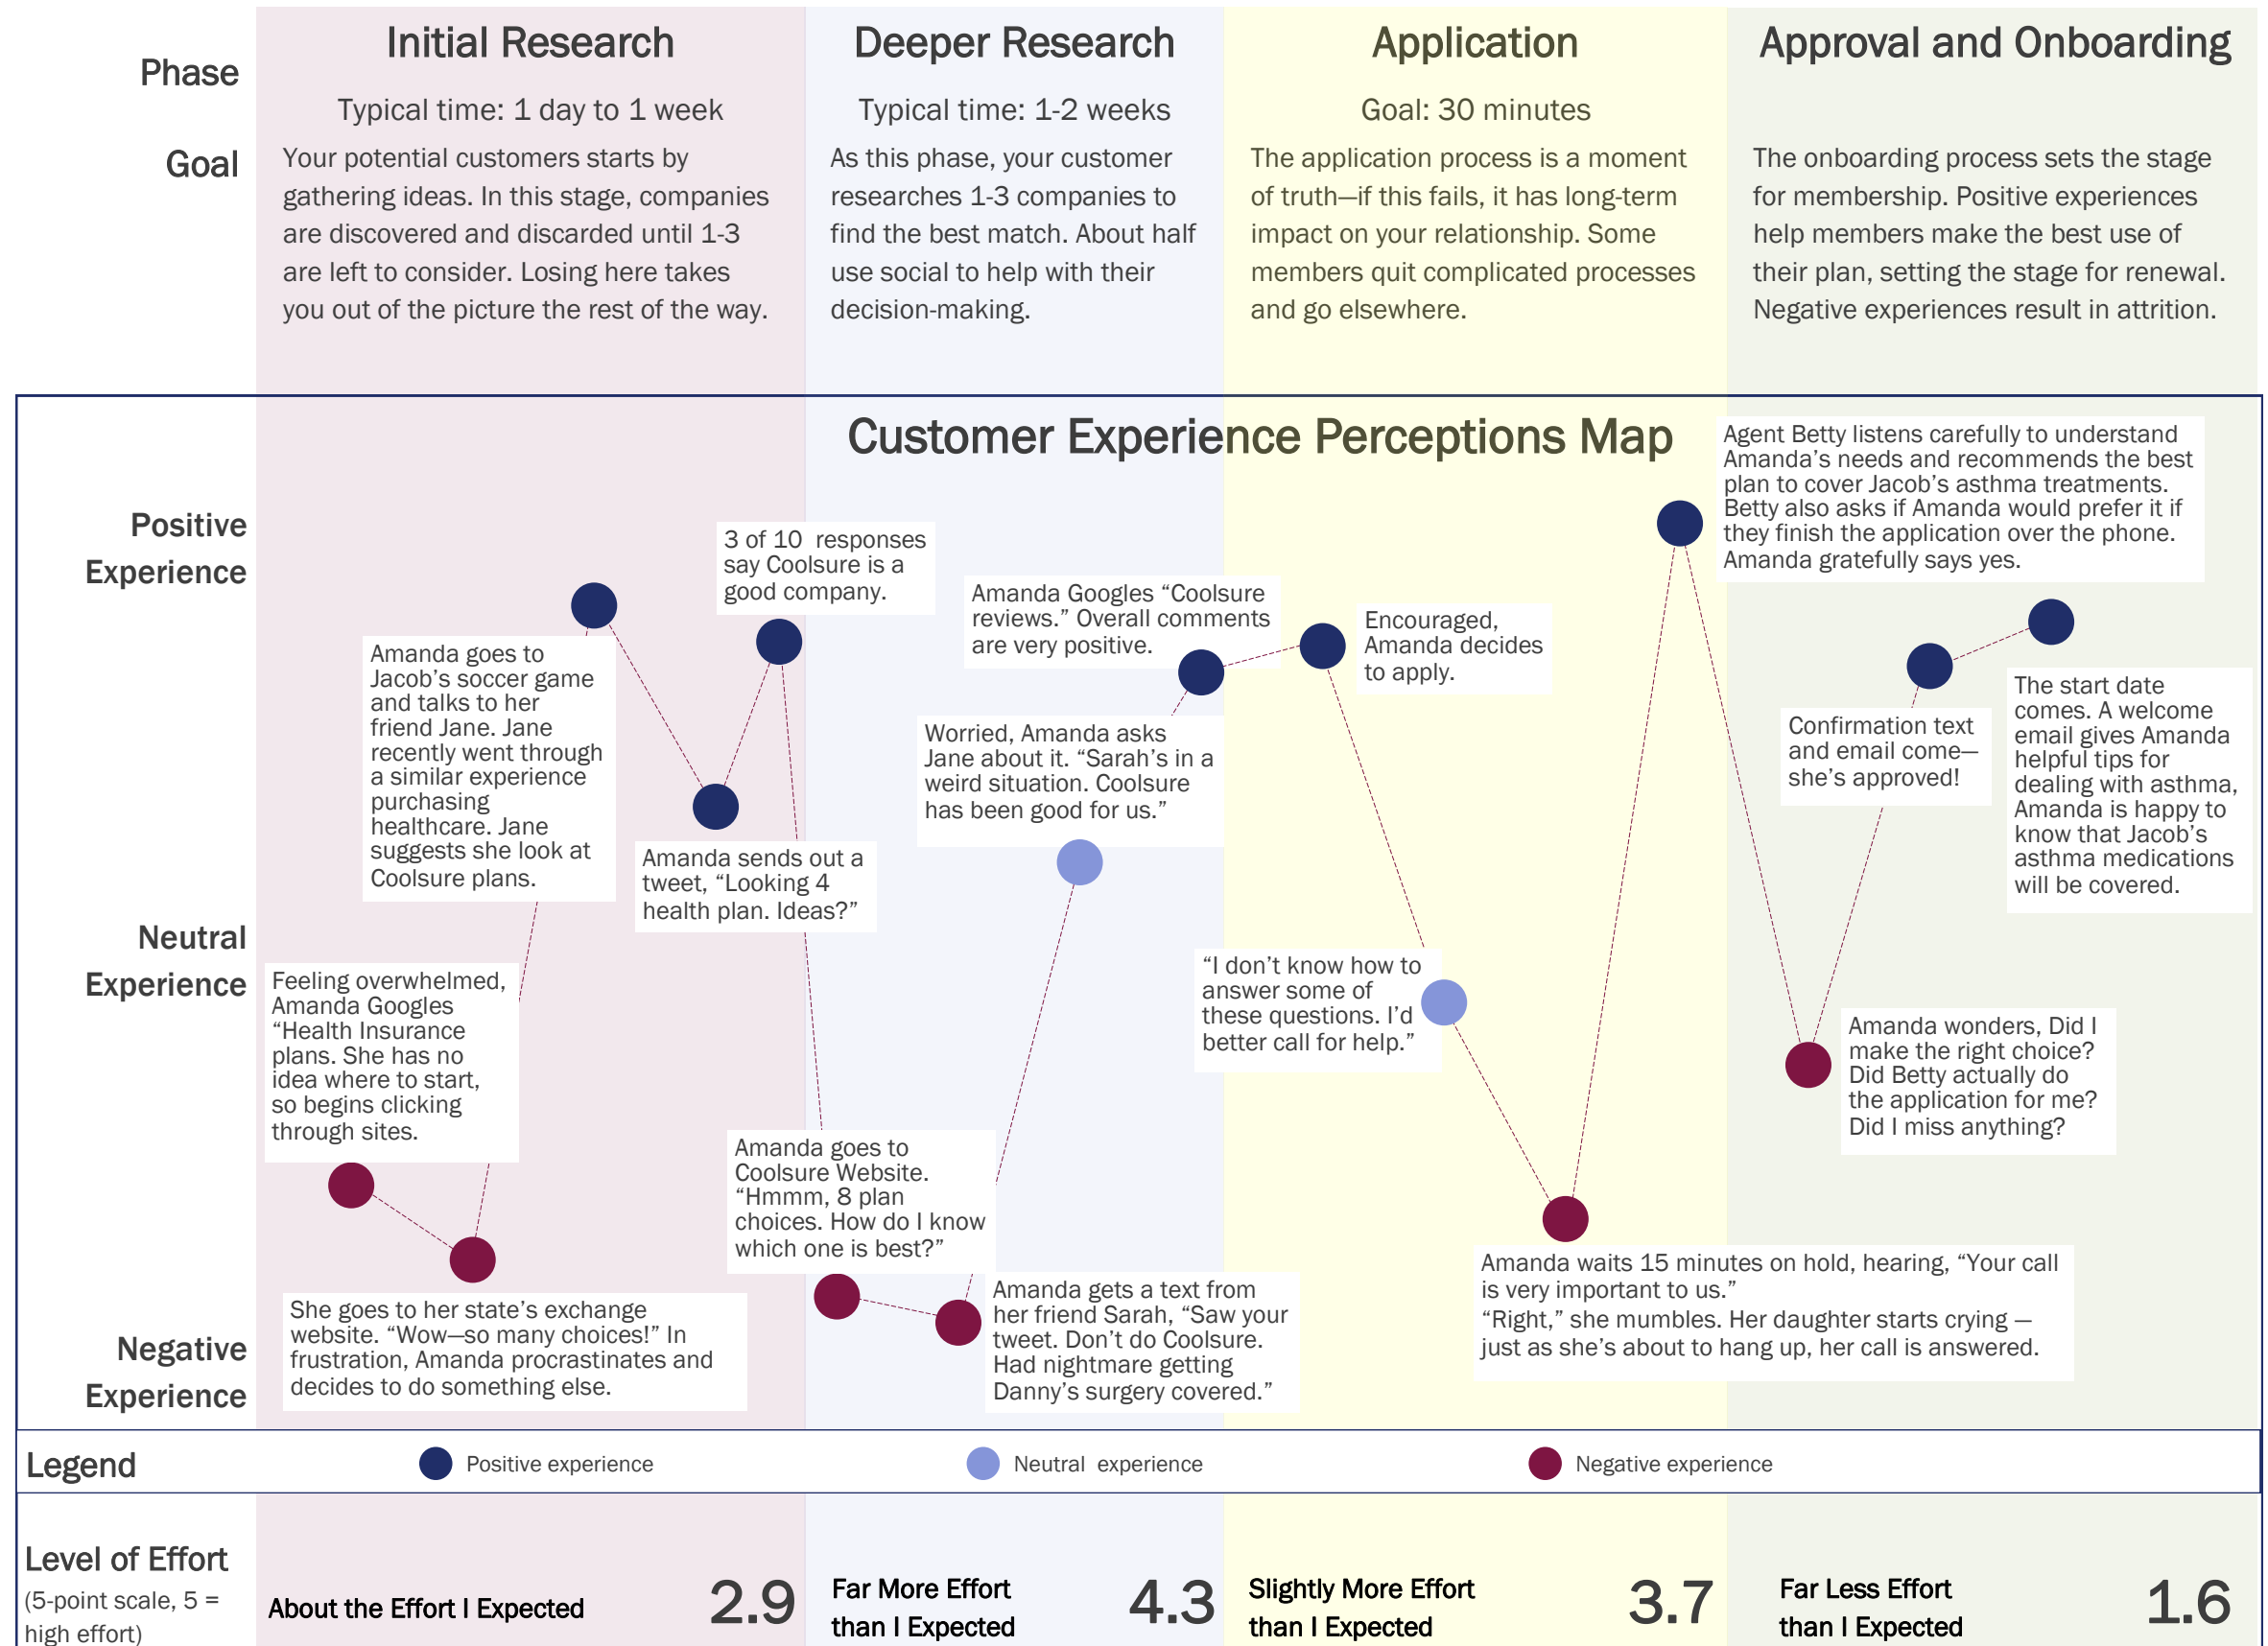 Phase
Initial Research
Deeper Research
Application
Approval and Onboarding
Typical time: 1 day to 1 week
Typical time: 1-2 weeks
Goal: 30 minutes
Goal
Your potential customers starts by
gathering ideas. In this stage, companies
are discovered and discarded until 1-3
are left to consider. Losing here takes
you out of the picture the rest of the way.
As this phase, your customer
researches 1-3 companies to
find the best match. About half
use social to help with their
decision-making.
The application process is a moment
of truth—if this fails, it has long-term
impact on your relationship. Some
members quit complicated processes
and go elsewhere.
The onboarding process sets the stage
for membership. Positive experiences
help members make the best use of
their plan, setting the stage for renewal.
Negative experiences result in attrition.
Customer Experience Perceptions Map
Positive
Experience
Neutral
Experience
Negative
Experience
Feeling overwhelmed,
Amanda Googles
“Health Insurance
plans. She has no
idea where to start,
so begins clicking
through sites.
She goes to her state’s exchange
website. “Wow—so many choices!” In
frustration, Amanda procrastinates and
decides to do something else.
Amanda goes to
Jacob’s soccer game
and talks to her
friend Jane. Jane
recently went through
a similar experience
purchasing
healthcare. Jane
suggests she look at
Coolsure plans.
Amanda sends out a
tweet, “Looking 4
health plan. Ideas?”
3 of 10 responses
say Coolsure is a
good company.
Amanda goes to
Coolsure Website.
“Hmmm, 8 plan
choices. How do I know
which one is best?”
Amanda gets a text from
her friend Sarah, “Saw your
tweet. Don’t do Coolsure.
Had nightmare getting
Danny’s surgery covered.”
Worried, Amanda asks
Jane about it. “Sarah’s in a
weird situation. Coolsure
has been good for us.”
Amanda Googles “Coolsure
reviews.” Overall comments
are very positive.
Encouraged,
Amanda decides
to apply.
“I don’t know how to
answer some of
these questions. I’d
better call for help.”
Amanda waits 15 minutes on hold, hearing, “Your call
is very important to us.”
“Right,” she mumbles. Her daughter starts crying —
just as she’s about to hang up, her call is answered.
Agent Betty listens carefully to understand
Amanda’s needs and recommends the best
plan to cover Jacob’s asthma treatments.
Betty also asks if Amanda would prefer it if
they finish the application over the phone.
Amanda gratefully says yes.
Amanda wonders, Did I
make the right choice?
Did Betty actually do
the application for me?
Did I miss anything?
Confirmation text
and email come—
she’s approved!
The start date
comes. A welcome
email gives Amanda
helpful tips for
dealing with asthma,
Amanda is happy to
know that Jacob’s
asthma medications
will be covered.
Legend
Positive experience
Neutral experience
Negative experience
Level of Effort
(5-point scale, 5 =
high effort)
About the Effort I Expected
2.9
Far More Effort
than I Expected
4.3
Slightly More Effort
than I Expected
3.7
Far Less Effort
than I Expected
1.6